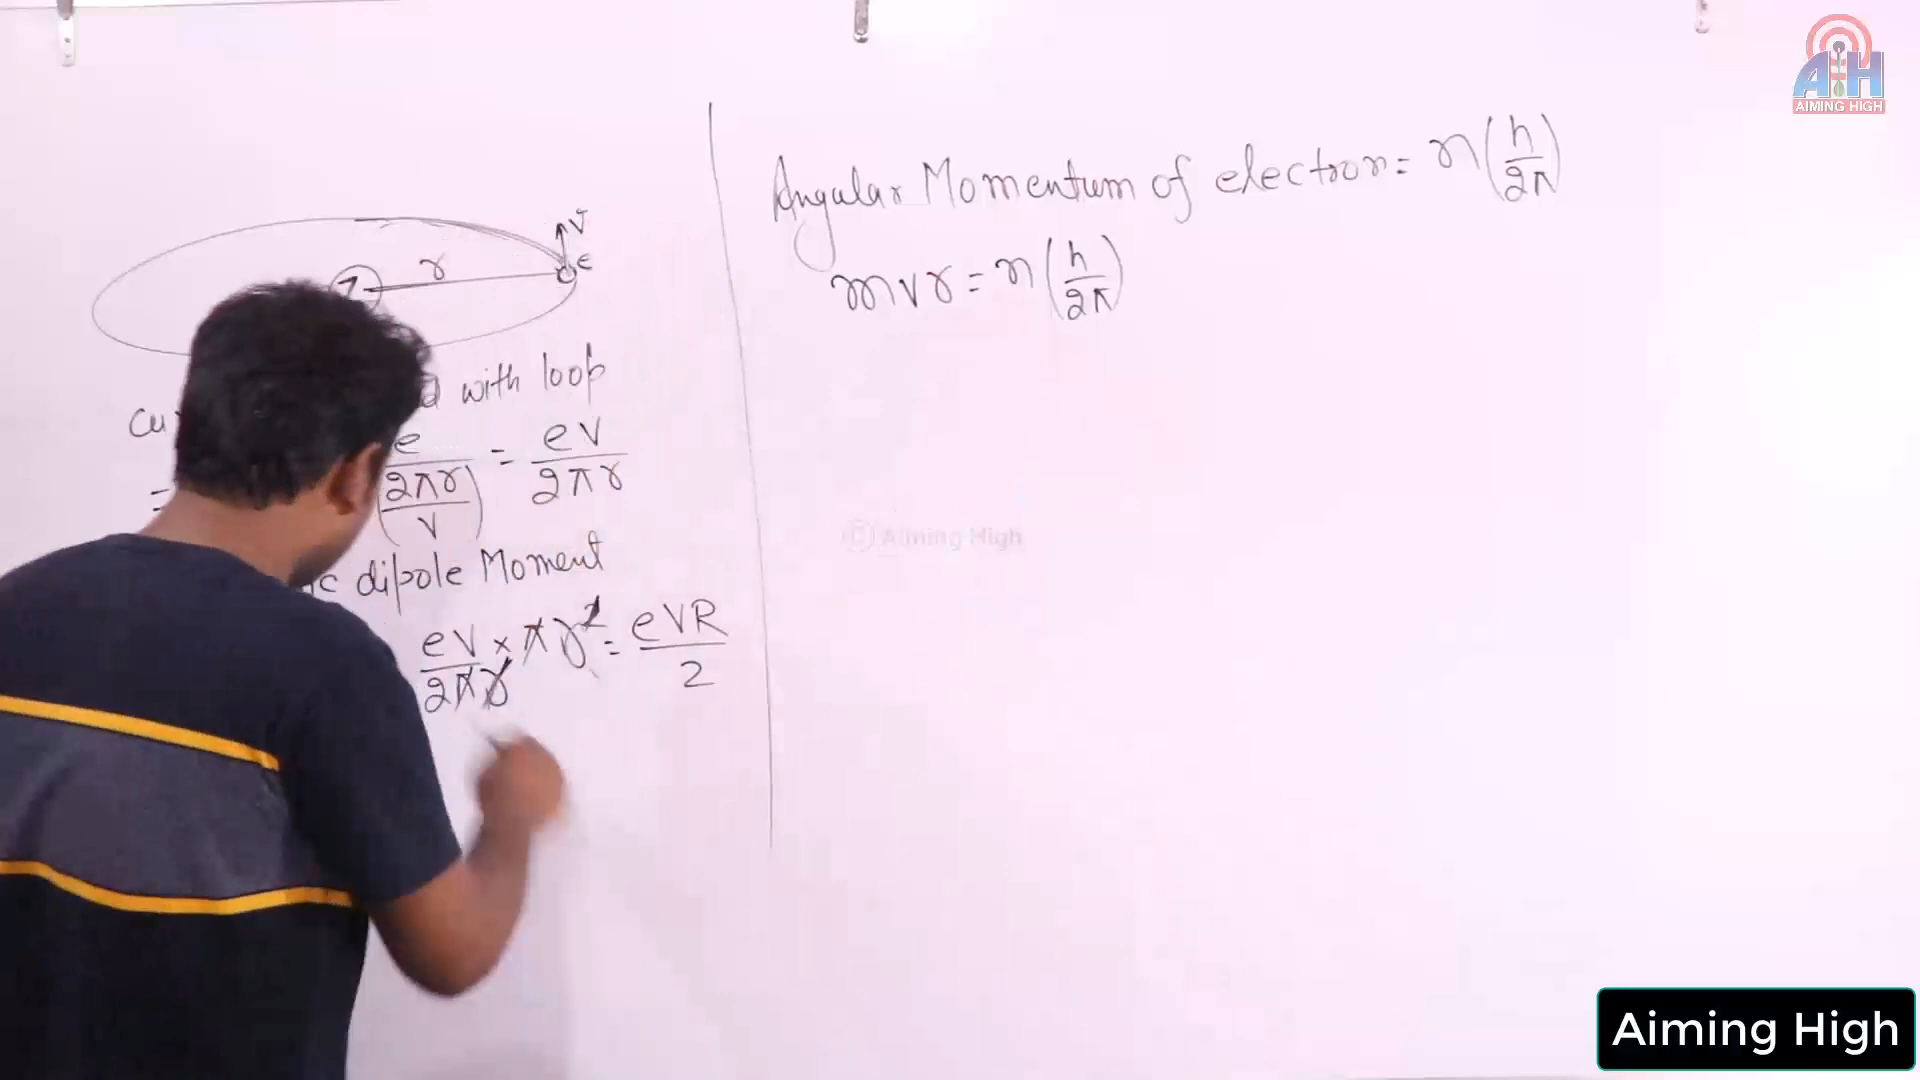 AH
AIMING HIGH
v
r
e
with loop
e/(2πr/v) = ev/2πr
dipole Moment
ev/2πr × πr² = eVR/2
Angular Momentum of electron = n(h/2π)
mvr = n(h/2π)
© Aiming High
Aiming High